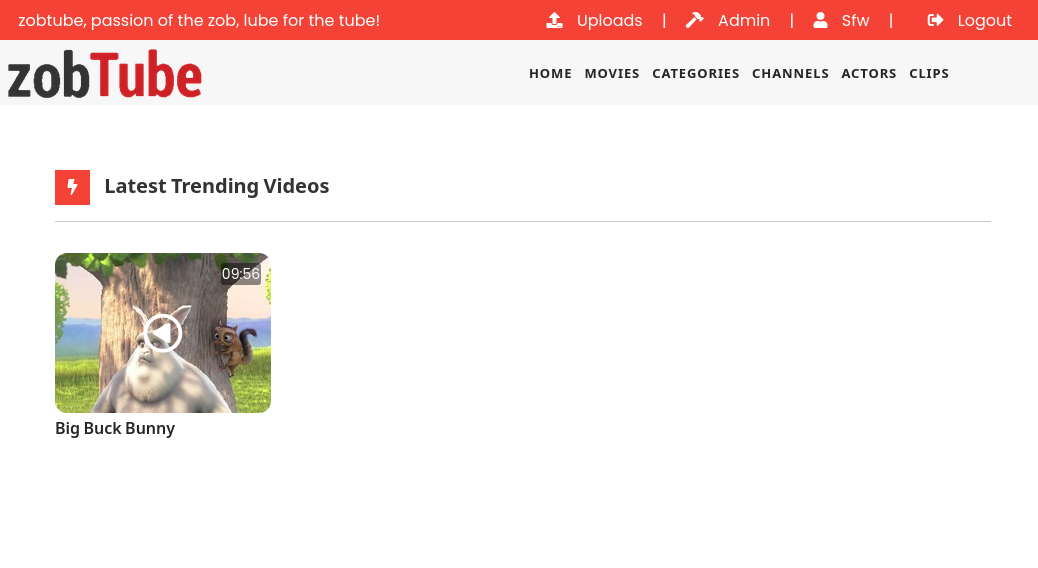 zobtube, passion of the zob, lube for the tube! Uploads | Admin | Sfw | Logout
zobTube HOME MOVIES CATEGORIES CHANNELS ACTORS CLIPS
Latest Trending Videos
09:56
Big Buck Bunny